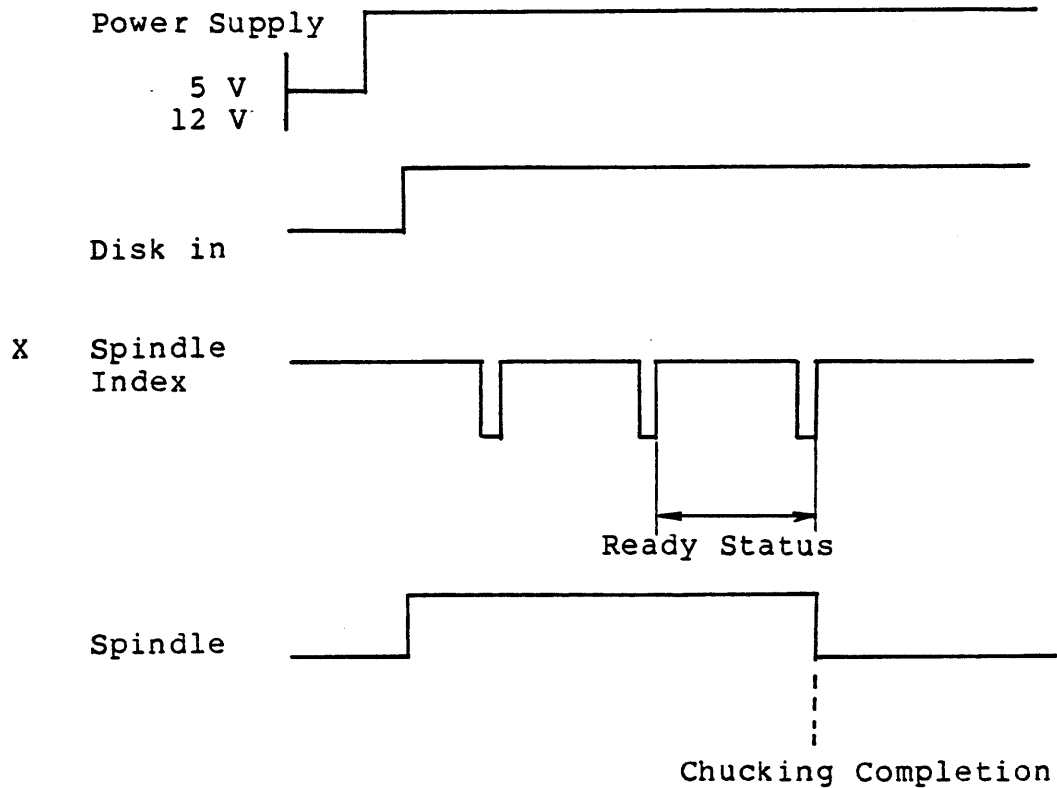 Power Supply
5 V
12 V
Disk in
X Spindle
Index
Ready Status
Spindle
Chucking Completion